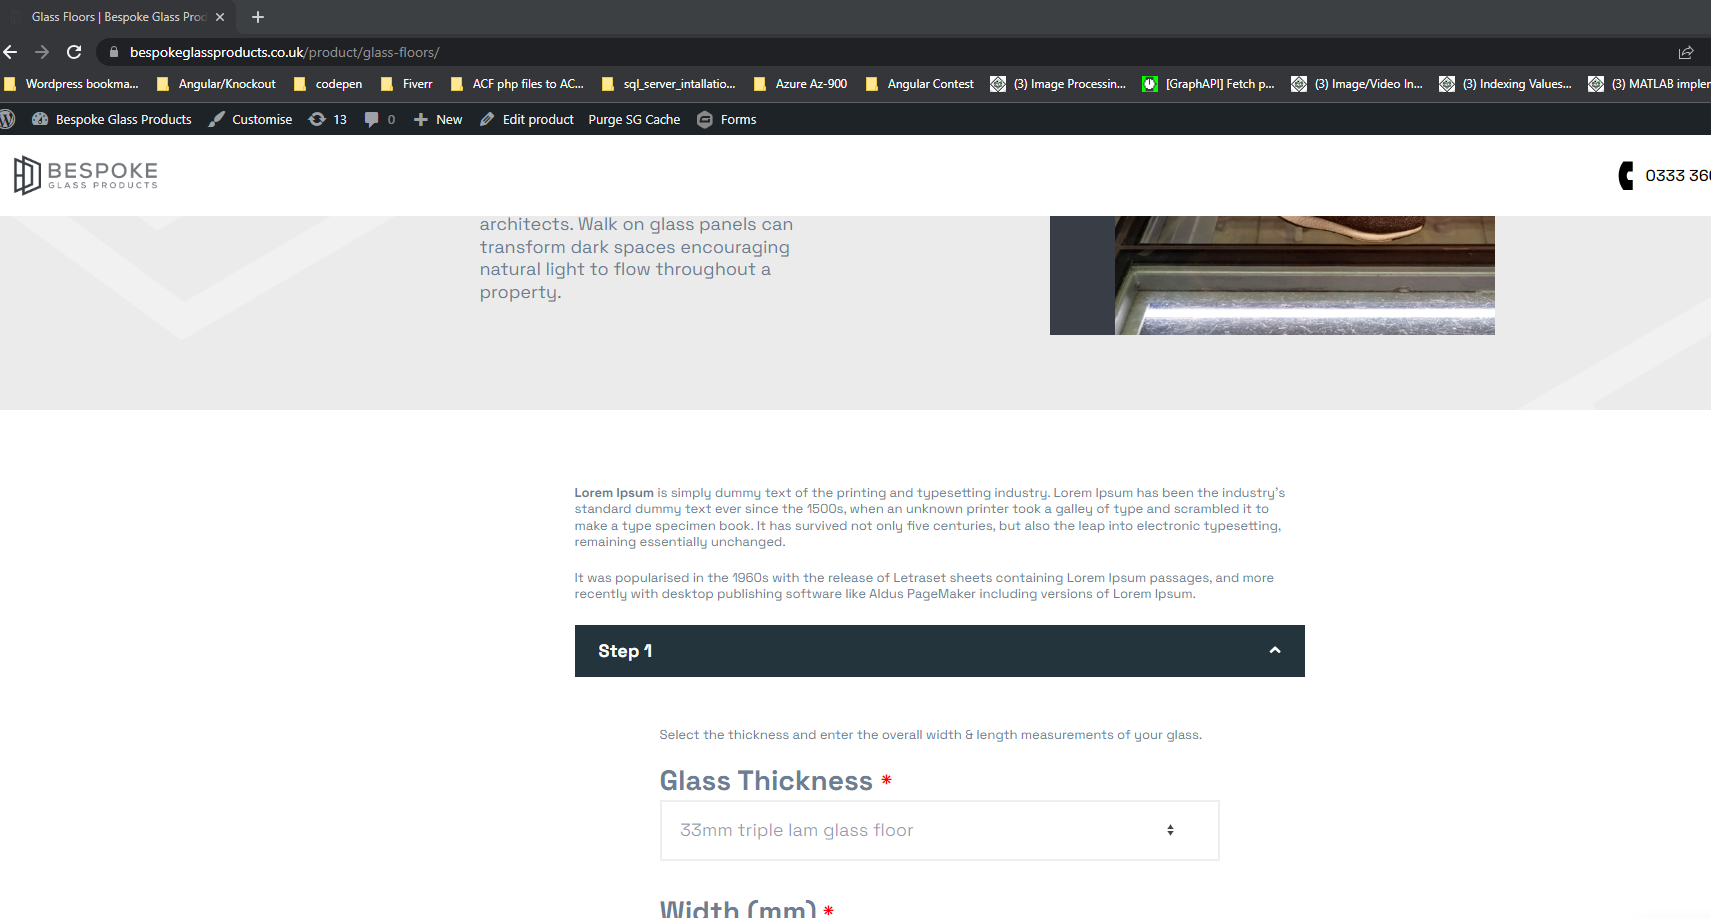 Glass Floors | Bespoke Glass Prod
bespokeglassproducts.co.uk/product/glass-floors/
Wordpress bookma... Angular/Knockout codepen Fiverr ACF php files to AC... sql_server_intallatio... Azure Az-900 Angular Contest (3) Image Processin... [GraphAPI] Fetch p... (3) Image/Video In... (3) Indexing Values... (3) MATLAB implem
Bespoke Glass Products Customise 13 0 New Edit product Purge SG Cache Forms
BESPOKE
GLASS PRODUCTS
0333 360
architects. Walk on glass panels can
transform dark spaces encouraging
natural light to flow throughout a
property.
Lorem Ipsum is simply dummy text of the printing and typesetting industry. Lorem Ipsum has been the industry's
standard dummy text ever since the 1500s, when an unknown printer took a galley of type and scrambled it to
make a type specimen book. It has survived not only five centuries, but also the leap into electronic typesetting,
remaining essentially unchanged.
It was popularised in the 1960s with the release of Letraset sheets containing Lorem Ipsum passages, and more
recently with desktop publishing software like Aldus PageMaker including versions of Lorem Ipsum.
Step 1
Select the thickness and enter the overall width & length measurements of your glass.
Glass Thickness *
33mm triple lam glass floor
Width (mm) *